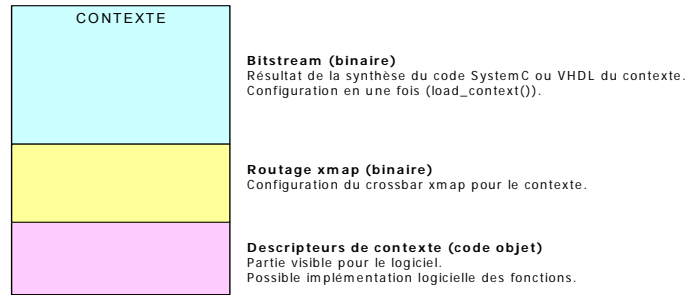 CONTEXTE
Bitstream (binaire)
Résultat de la synthèse du code SystemC ou VHDL du contexte.
Configuration en une fois (load_context()).
Routage xmap (binaire)
Configuration du crossbar xmap pour le contexte.
Descripteurs de contexte (code objet)
Partie visible pour le logiciel.
Possible implémentation logicielle des fonctions.